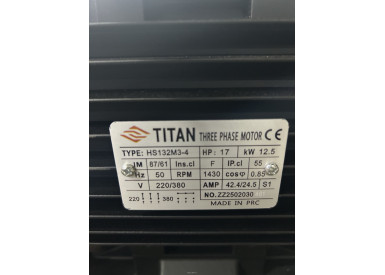 TITAN THREE PHASE MOTOR CE
TYPE: HS132M3-4 HP: 17 kW 12.5
IM 87/61 Ins.cl F IP.cl 55
Hz 50 RPM 1430 cosφ 0.85
V 220/380 AMP 42.4/24.5 S1
220 380 NO. ZZ2502030
MADE IN PRC